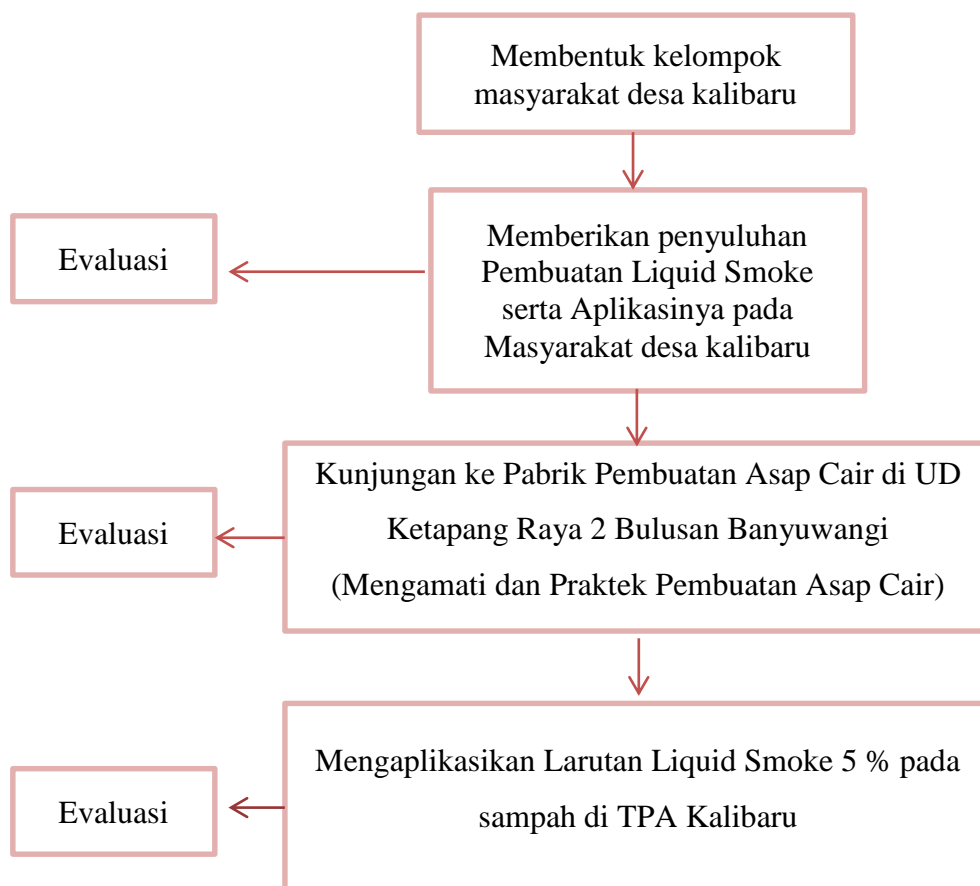 Membentuk kelompok
masyarakat desa kalibaru
Evaluasi
Memberikan penyuluhan
Pembuatan Liquid Smoke
serta Aplikasinya pada
Masyarakat desa kalibaru
Evaluasi
Kunjungan ke Pabrik Pembuatan Asap Cair di UD
Ketapang Raya 2 Bulusan Banyuwangi
(Mengamati dan Praktek Pembuatan Asap Cair)
Evaluasi
Mengaplikasikan Larutan Liquid Smoke 5 % pada
sampah di TPA Kalibaru